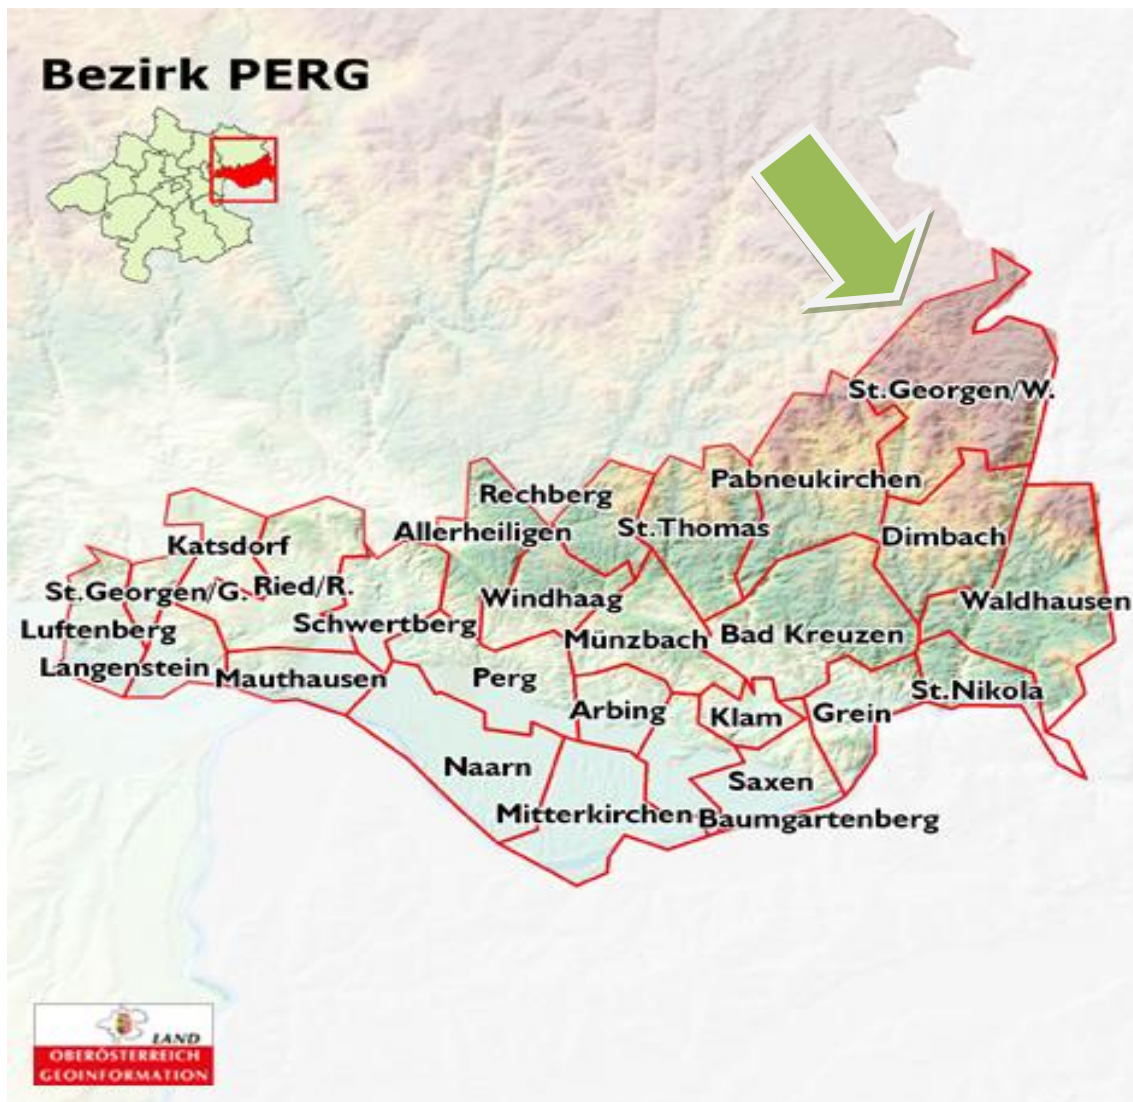 Bezirk PERG
St.Georgen/W.
Pabneukirchen
Rechberg
Allerheiligen
St.Thomas
Dimbach
Katsdorf
St.Georgen/G.
Ried/R.
Windhaag
Waldhausen
Luftenberg
Schwertberg
Münzbach
Bad Kreuzen
Langenstein
Mauthausen
Perg
St.Nikola
Arbing
Klam
Grein
Naarn
Saxen
Mitterkirchen
Baumgartenberg
LAND
OBERÖSTERREICH
GEOINFORMATION